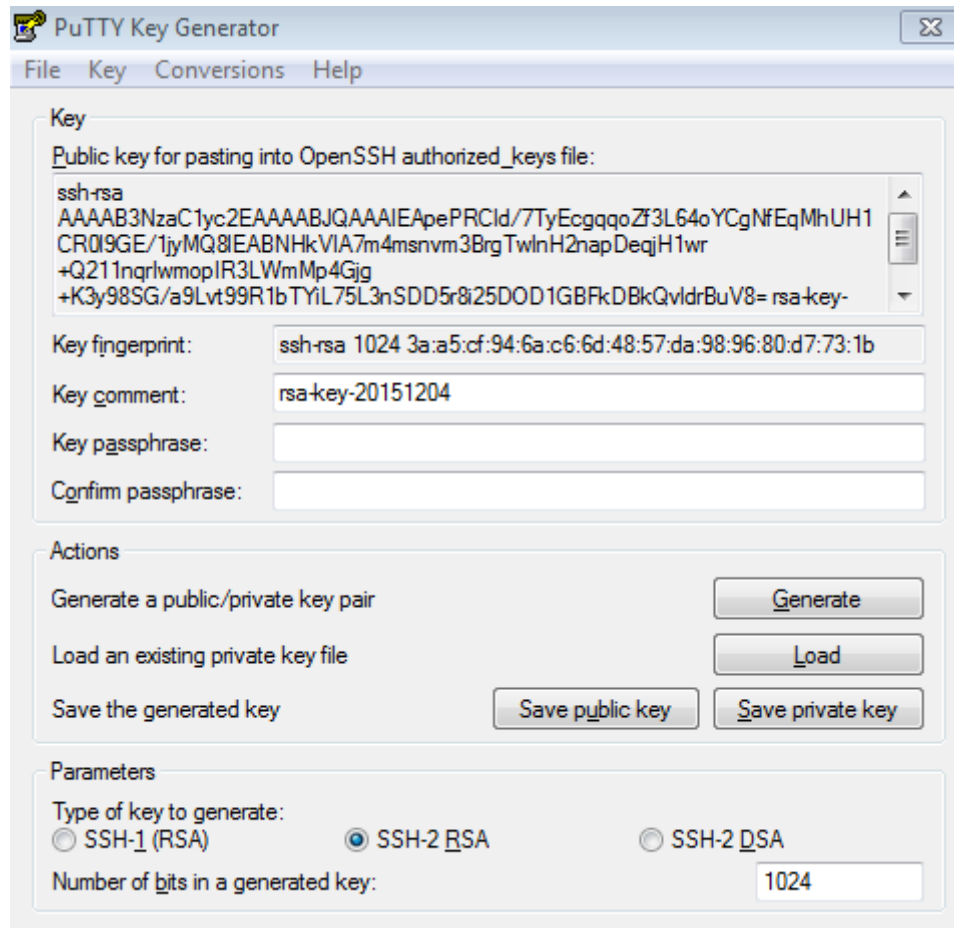 PuTTY Key Generator
File Key Conversions Help
Key
Public key for pasting into OpenSSH authorized_keys file:
ssh-rsa
AAAAB3NzaC1yc2EAAAABJQAAAIEApePRCId/7TyEcgqqoZf3L64oYCgNfEqMhUH1
CR0l9GE/1jyMQ8lEABNHkVIA7m4msnvm3BrgTwlnH2napDeqjH1wr
+Q211nqrlwmopIR3LWmMp4Gjg
+K3y98SG/a9Lvt99R1bTYiL75L3nSDD5r8i25DOD1GBFkDBkQvldrBuV8= rsa-key-
Key fingerprint: ssh-rsa 1024 3a:a5:cf:94:6a:c6:6d:48:57:da:98:96:80:d7:73:1b
Key comment: rsa-key-20151204
Key passphrase:
Confirm passphrase:
Actions
Generate a public/private key pair Generate
Load an existing private key file Load
Save the generated key Save public key Save private key
Parameters
Type of key to generate:
SSH-1 (RSA) SSH-2 RSA SSH-2 DSA
Number of bits in a generated key: 1024